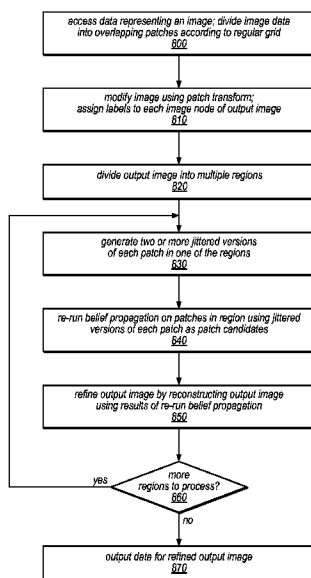 access data representing an image; divide image data
into overlapping patches according to regular grid
800
modify image using patch transform;
assign labels to each image node of output image
810
divide output image into multiple regions
820
generate two or more jittered versions
of each patch in one of the regions
830
re-run belief propagation on patches in region using jittered
versions of each patch as patch candidates
840
refine output image by reconstructing output image
using results of re-run belief propagation
850
yes
more
regions to process?
860
no
output data for refined output image
870